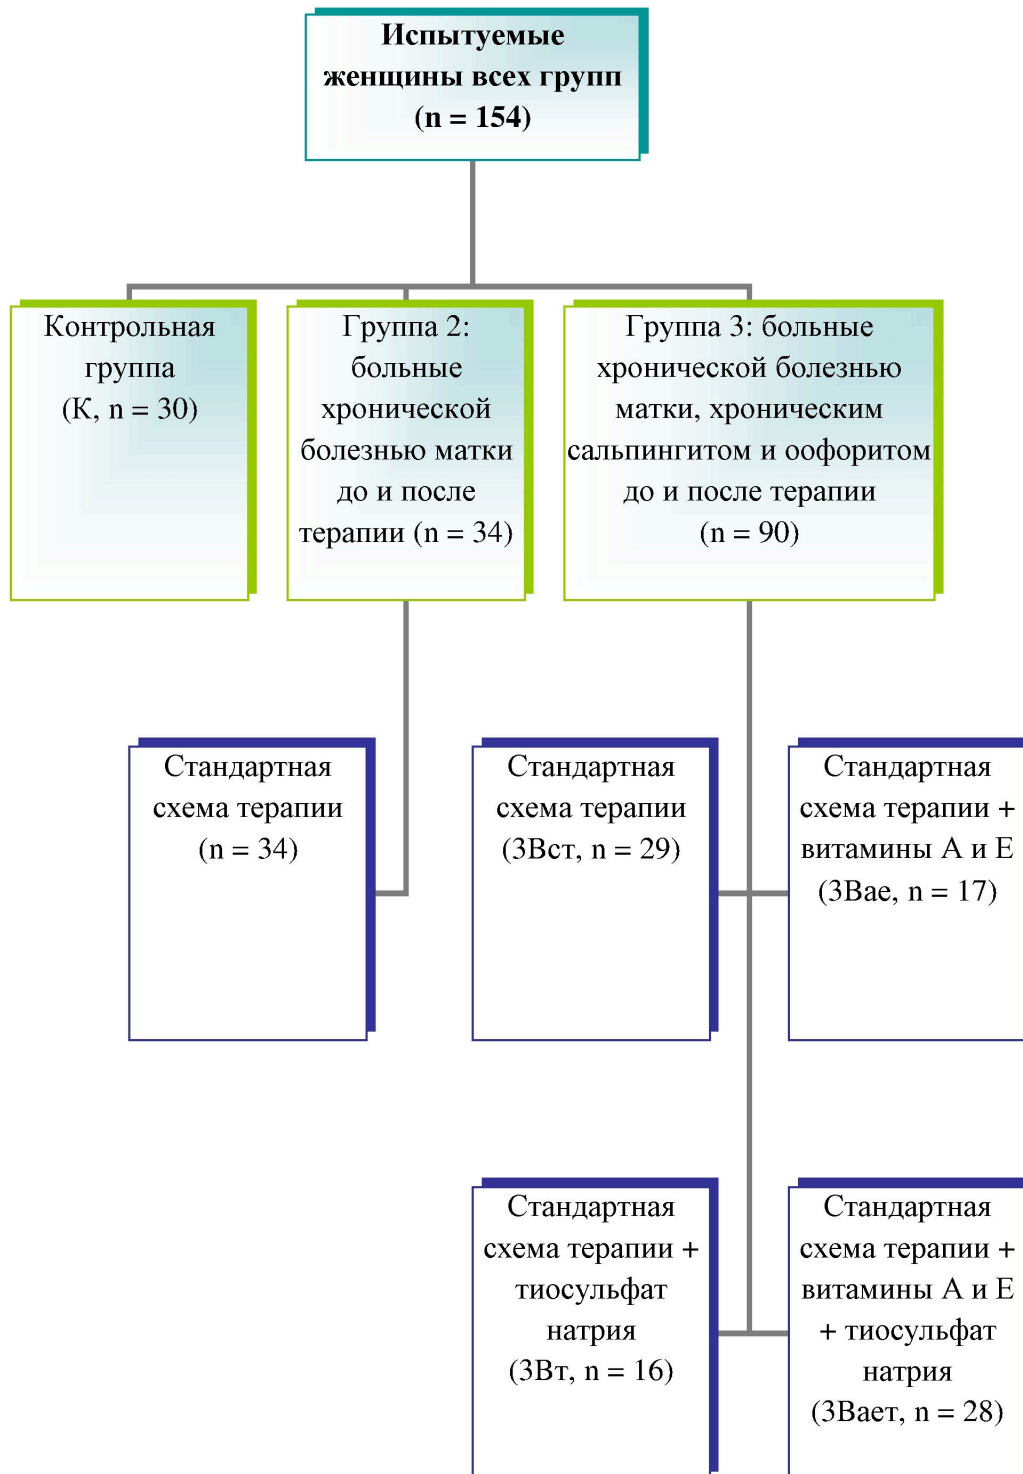 Испытуемые
женщины всех групп
(n = 154)
Контрольная
группа
(К, n = 30)
Группа 2:
больные
хронической
болезнью матки
до и после
терапии (n = 34)
Группа 3: больные
хронической болезнью
матки, хроническим
сальпингитом и оофоритом
до и после терапии
(n = 90)
Стандартная
схема терапии
(n = 34)
Стандартная
схема терапии
(3Вст, n = 29)
Стандартная
схема терапии +
витамины А и Е
(3Вае, n = 17)
Стандартная
схема терапии +
тиосульфат
натрия
(3Вт, n = 16)
Стандартная
схема терапии +
витамины А и Е
+ тиосульфат
натрия
(3Вает, n = 28)